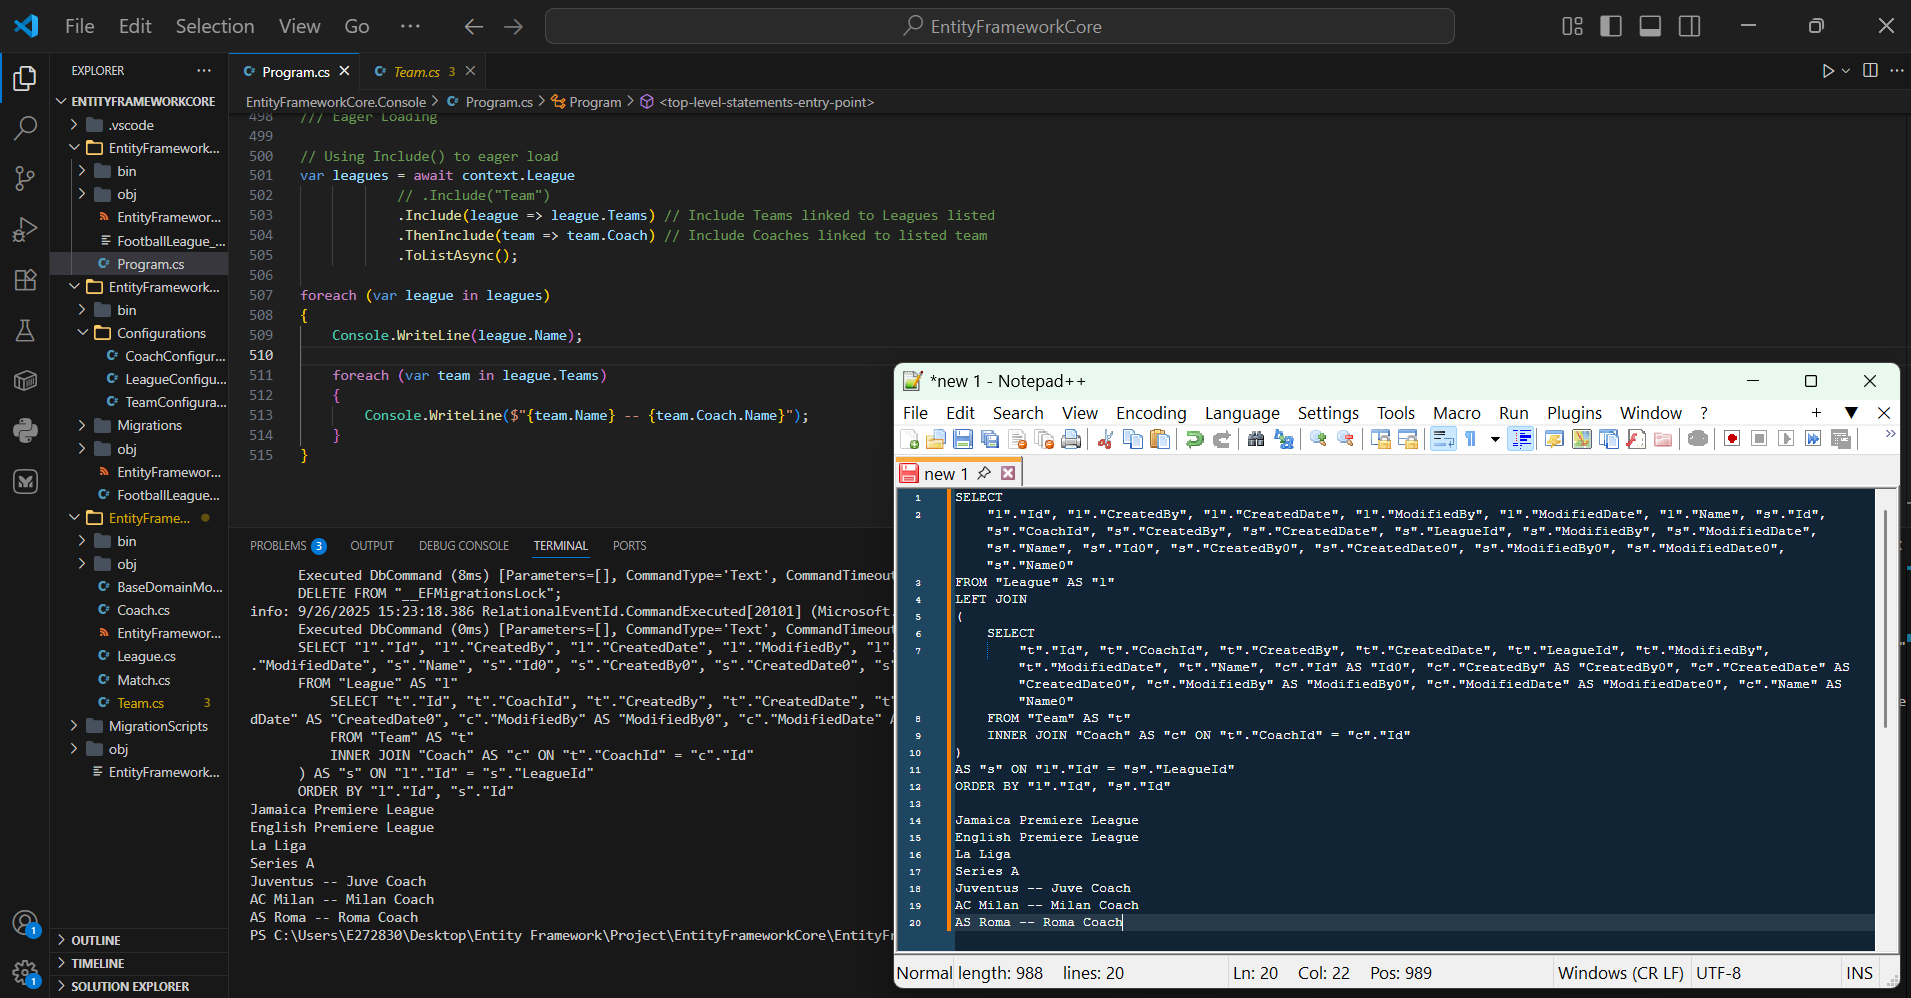 File Edit Selection View Go ··· EntityFrameworkCore
EXPLORER ···
ENTITYFRAMEWORKCORE
.vscode
EntityFramework...
bin
obj
EntityFramewor...
FootballLeague_...
Program.cs
EntityFramework...
bin
Configurations
CoachConfigur...
LeagueConfigu...
TeamConfigura...
Migrations
obj
EntityFramewor...
FootballLeague...
EntityFrame...
bin
obj
BaseDomainMo...
Coach.cs
EntityFramewor...
League.cs
Match.cs
Team.cs 3
MigrationScripts
obj
EntityFramework...
OUTLINE
TIMELINE
SOLUTION EXPLORER
1
1
Program.cs Team.cs 3
EntityFrameworkCore.Console > Program.cs > Program > <top-level-statements-entry-point>
498 /// Eager Loading
499
500 // Using Include() to eager load
501 var leagues = await context.League
502 // .Include("Team")
503 .Include(league => league.Teams) // Include Teams linked to Leagues listed
504 .ThenInclude(team => team.Coach) // Include Coaches linked to listed team
505 .ToListAsync();
506
507 foreach (var league in leagues)
508 {
509 Console.WriteLine(league.Name);
510
511 foreach (var team in league.Teams)
512 {
513 Console.WriteLine($"{team.Name} -- {team.Coach.Name}");
514 }
515 }
PROBLEMS 3 OUTPUT DEBUG CONSOLE TERMINAL PORTS
Executed DbCommand (8ms) [Parameters=[], CommandType='Text', CommandTimeout
DELETE FROM "__EFMigrationsLock";
info: 9/26/2025 15:23:18.386 RelationalEventId.CommandExecuted[20101] (Microsoft.
Executed DbCommand (0ms) [Parameters=[], CommandType='Text', CommandTimeout
SELECT "l"."Id", "l"."CreatedBy", "l"."CreatedDate", "l"."ModifiedBy", "l".
."ModifiedDate", "s"."Name", "s"."Id0", "s"."CreatedBy0", "s"."CreatedDate0", "s"
FROM "League" AS "l"
SELECT "t"."Id", "t"."CoachId", "t"."CreatedBy", "t"."CreatedDate", "t"
dDate" AS "CreatedDate0", "c"."ModifiedBy" AS "ModifiedBy0", "c"."ModifiedDate" A
FROM "Team" AS "t"
INNER JOIN "Coach" AS "c" ON "t"."CoachId" = "c"."Id"
) AS "s" ON "l"."Id" = "s"."LeagueId"
ORDER BY "l"."Id", "s"."Id"
Jamaica Premiere League
English Premiere League
La Liga
Series A
Juventus -- Juve Coach
AC Milan -- Milan Coach
AS Roma -- Roma Coach
PS C:\Users\E272830\Desktop\Entity Framework\Project\EntityFrameworkCore\EntityFr
*new 1 - Notepad++
File Edit Search View Encoding Language Settings Tools Macro Run Plugins Window ?
new 1
1 SELECT
2 "l"."Id", "l"."CreatedBy", "l"."CreatedDate", "l"."ModifiedBy", "l"."ModifiedDate", "l"."Name", "s"."Id",
"s"."CoachId", "s"."CreatedBy", "s"."CreatedDate", "s"."LeagueId", "s"."ModifiedBy", "s"."ModifiedDate",
"s"."Name", "s"."Id0", "s"."CreatedBy0", "s"."CreatedDate0", "s"."ModifiedBy0", "s"."ModifiedDate0",
"s"."Name0"
3 FROM "League" AS "l"
4 LEFT JOIN
5 (
6 SELECT
7 "t"."Id", "t"."CoachId", "t"."CreatedBy", "t"."CreatedDate", "t"."LeagueId", "t"."ModifiedBy",
"t"."ModifiedDate", "t"."Name", "c"."Id" AS "Id0", "c"."CreatedBy" AS "CreatedBy0", "c"."CreatedDate" AS
"CreatedDate0", "c"."ModifiedBy" AS "ModifiedBy0", "c"."ModifiedDate" AS "ModifiedDate0", "c"."Name" AS
"Name0"
8 FROM "Team" AS "t"
9 INNER JOIN "Coach" AS "c" ON "t"."CoachId" = "c"."Id"
10 )
11 AS "s" ON "l"."Id" = "s"."LeagueId"
12 ORDER BY "l"."Id", "s"."Id"
13
14 Jamaica Premiere League
15 English Premiere League
16 La Liga
17 Series A
18 Juventus -- Juve Coach
19 AC Milan -- Milan Coach
20 AS Roma -- Roma Coach
Normal length: 988 lines: 20 Ln: 20 Col: 22 Pos: 989 Windows (CR LF) UTF-8 INS